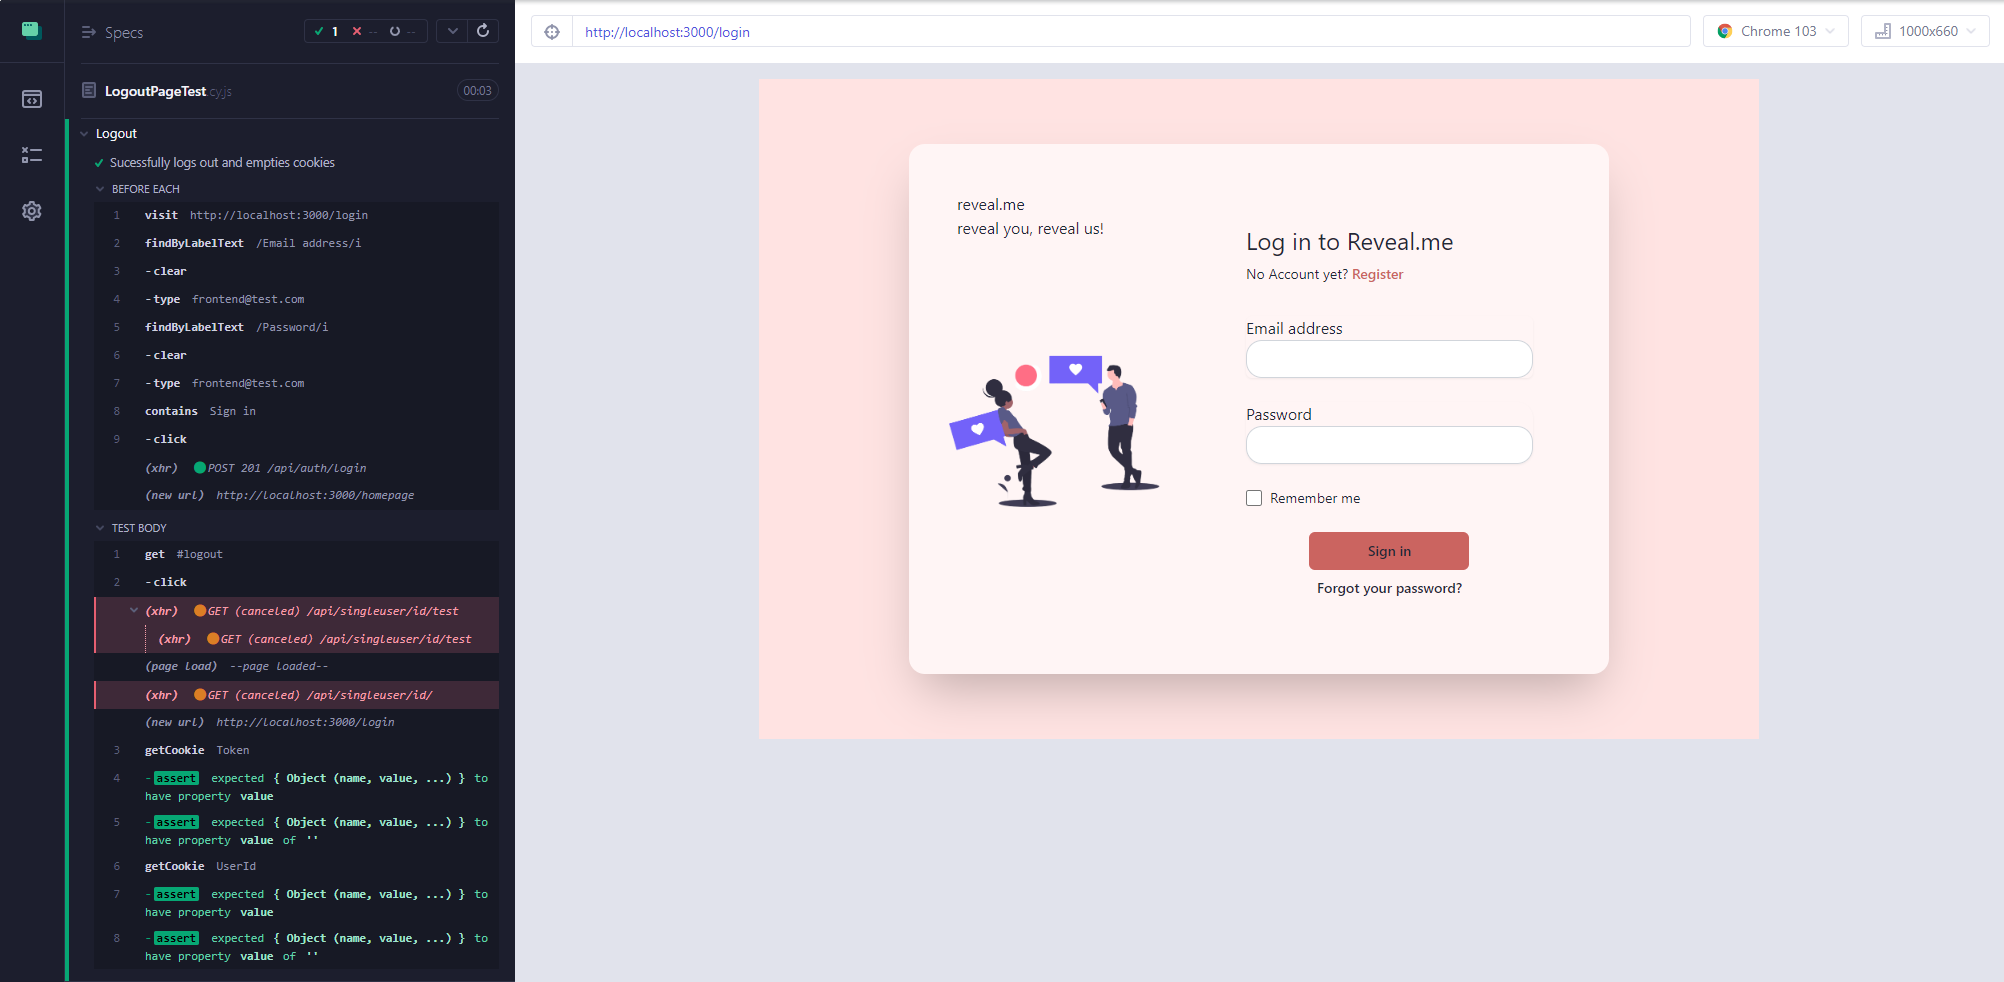 Specs
1 -- --
LogoutPageTest cy.js
00:03
Logout
Sucessfully logs out and empties cookies
BEFORE EACH
1 visit http://localhost:3000/login
2 findByLabelText /Email address/i
3 -clear
4 -type frontend@test.com
5 findByLabelText /Password/i
6 -clear
7 -type frontend@test.com
8 contains Sign in
9 -click
(xhr) POST 201 /api/auth/login
(new url) http://localhost:3000/homepage
TEST BODY
1 get #logout
2 -click
(xhr) GET (canceled) /api/singleuser/id/test
(xhr) GET (canceled) /api/singleuser/id/test
(page load) --page loaded--
(xhr) GET (canceled) /api/singleuser/id/
(new url) http://localhost:3000/login
3 getCookie Token
4 -assert expected { Object (name, value, ...) } to
have property value
5 -assert expected { Object (name, value, ...) } to
have property value of ''
6 getCookie UserId
7 -assert expected { Object (name, value, ...) } to
have property value
8 -assert expected { Object (name, value, ...) } to
have property value of ''
http://localhost:3000/login
Chrome 103
1000x660
reveal.me
reveal you, reveal us!
Log in to Reveal.me
No Account yet? Register
Email address
Password
Remember me
Sign in
Forgot your password?